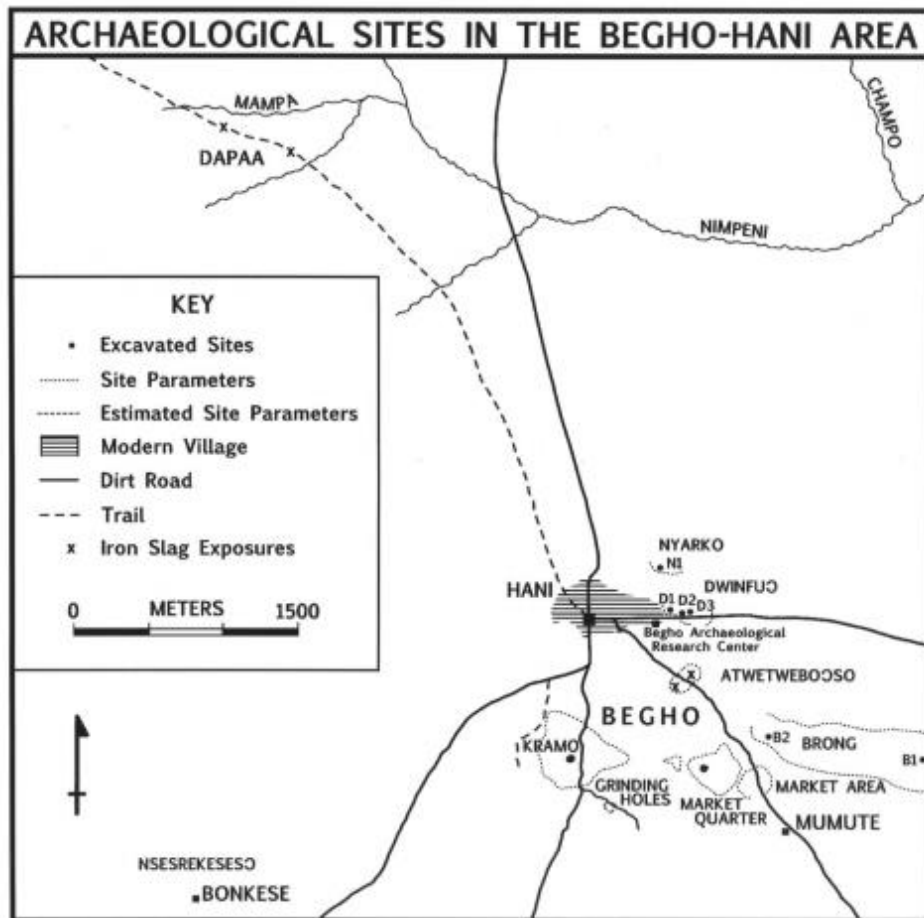 ARCHAEOLOGICAL SITES IN THE BEGHO-HANI AREA
MAMPA
CHAMPO
DAPAA
NIMPENI
KEY
Excavated Sites
Site Parameters
Estimated Site Parameters
Modern Village
Dirt Road
Trail
x Iron Slag Exposures
0 METERS 1500
NYARKO
N1
HANI
DWINFUƆ
D1 D2 D3
Begho Archaeological
Research Center
ATWETWEBOƆSO
BEGHO
B2 BRONG
B1
KRAMO
GRINDING
HOLES
MARKET AREA
MARKET
QUARTER
MUMUTE
NSESREKESESƆ
BONKESE